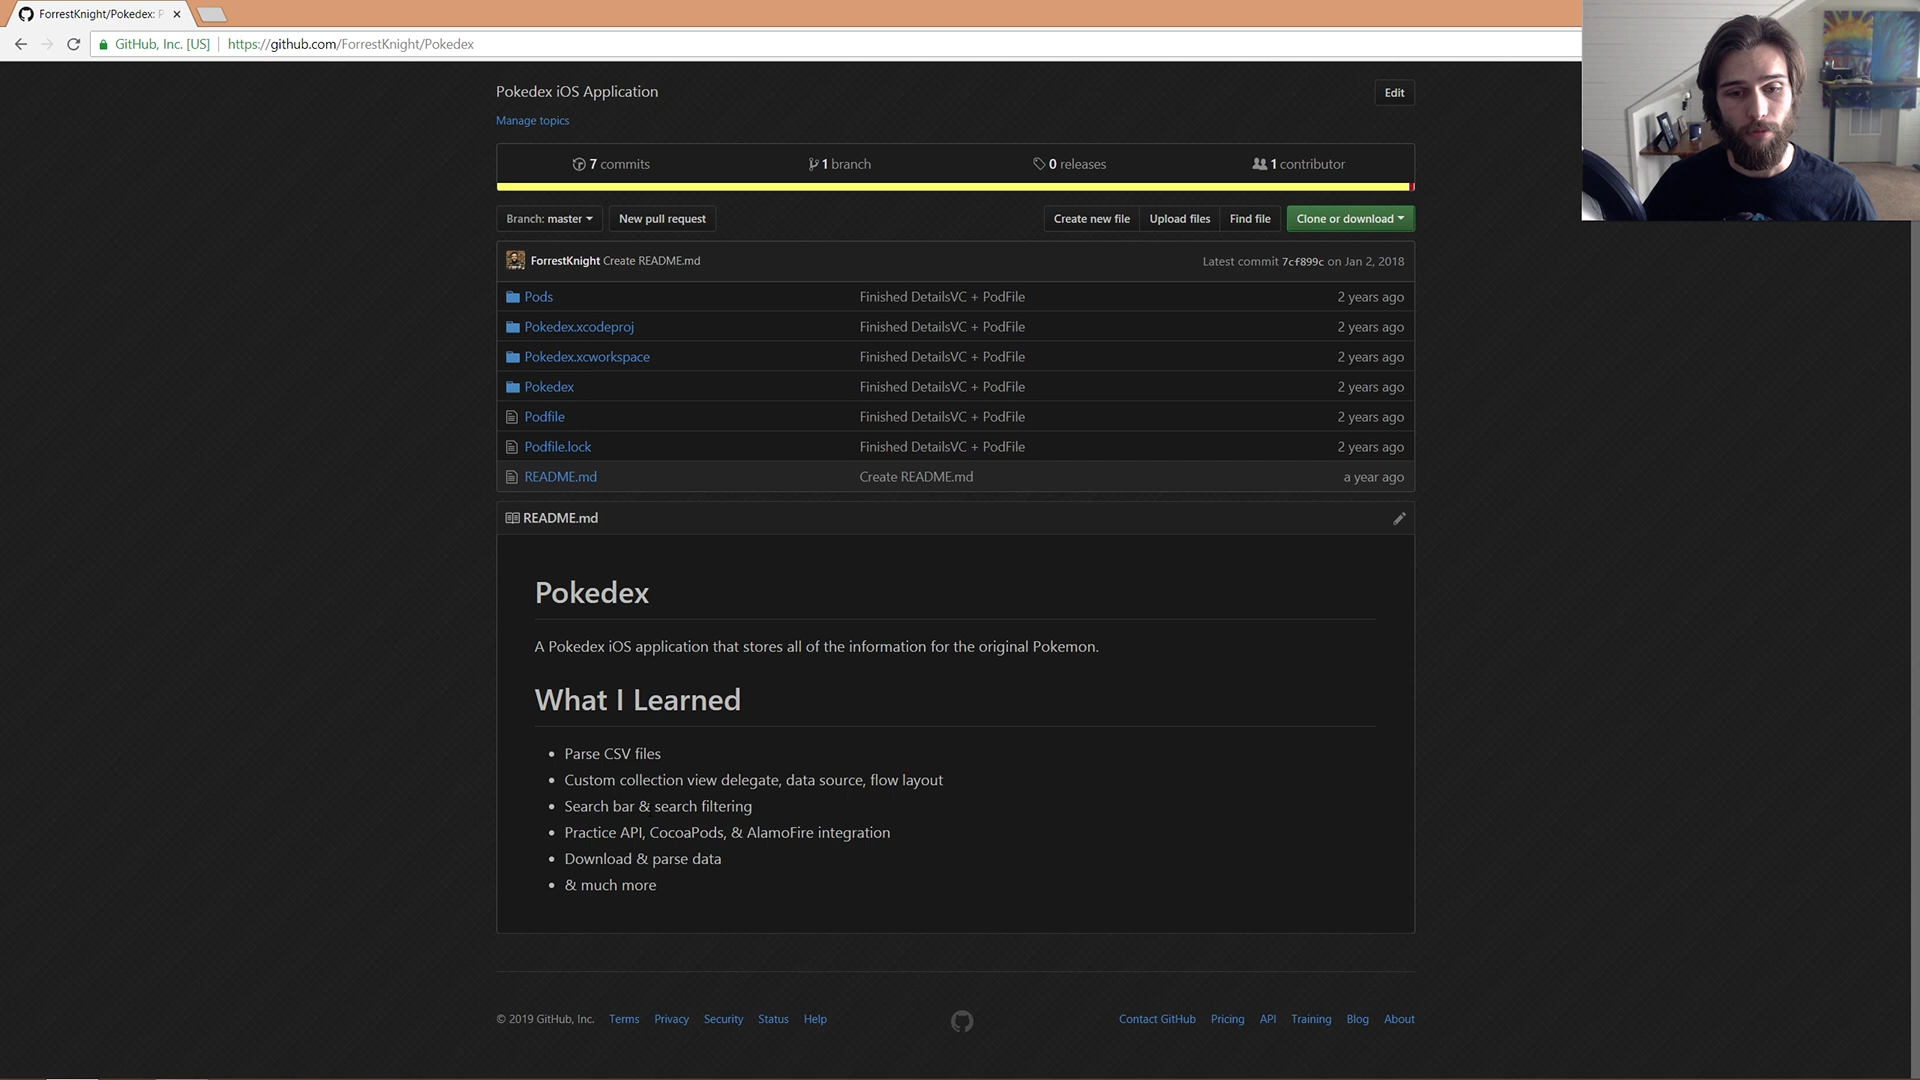 ForrestKnight/Pokedex: P
GitHub, Inc. [US] https://github.com/ForrestKnight/Pokedex
Pokedex iOS Application
Edit
Manage topics
7 commits 1 branch 0 releases 1 contributor
Branch: master New pull request Create new file Upload files Find file Clone or download
ForrestKnight Create README.md Latest commit 7cf899c on Jan 2, 2018
Pods Finished DetailsVC + PodFile 2 years ago
Pokedex.xcodeproj Finished DetailsVC + PodFile 2 years ago
Pokedex.xcworkspace Finished DetailsVC + PodFile 2 years ago
Pokedex Finished DetailsVC + PodFile 2 years ago
Podfile Finished DetailsVC + PodFile 2 years ago
Podfile.lock Finished DetailsVC + PodFile 2 years ago
README.md Create README.md a year ago
README.md
Pokedex
A Pokedex iOS application that stores all of the information for the original Pokemon.
What I Learned
• Parse CSV files
• Custom collection view delegate, data source, flow layout
• Search bar & search filtering
• Practice API, CocoaPods, & AlamoFire integration
• Download & parse data
• & much more
© 2019 GitHub, Inc. Terms Privacy Security Status Help Contact GitHub Pricing API Training Blog About